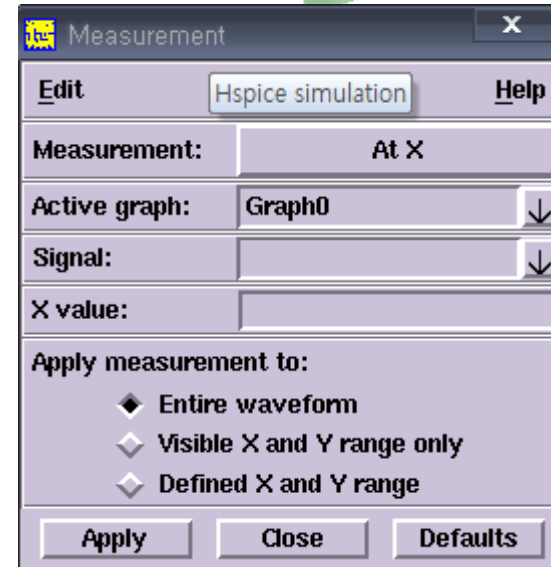 Measurement X
Edit Hspice simulation Help
Measurement: At X
Active graph: Graph0
Signal:
X value:
Apply measurement to:
Entire waveform
Visible X and Y range only
Defined X and Y range
Apply Close Defaults